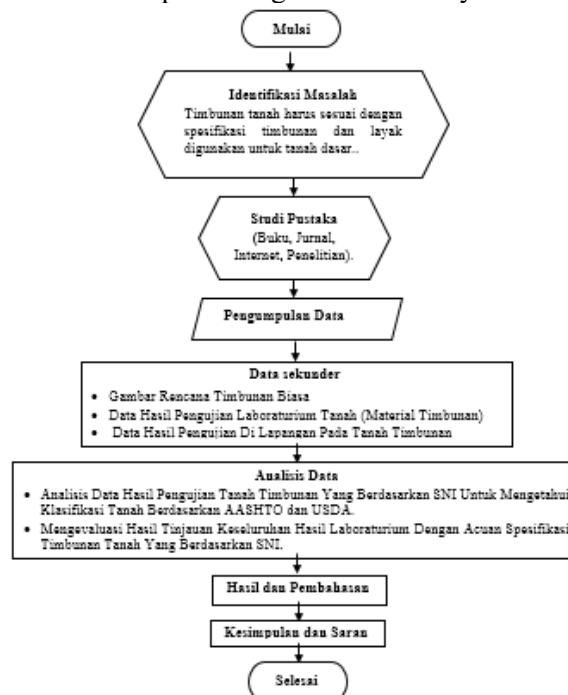 Mulai
Identifikasi Masalah
Timbunan tanah harus sesuai dengan
spesifikasi timbunan dan layak
digunakan untuk tanah dasar..
Studi Pustaka
(Buku, Jurnal,
Internet, Penelitian).
Pengumpulan Data
Data sekunder
• Gambar Rencana Timbunan Biasa
• Data Hasil Pengujian Laboraturium Tanah (Material Timbunan)
• Data Hasil Pengujian Di Lapangan Pada Tanah Timbunan
Analisis Data
• Analisis Data Hasil Pengujian Tanah Timbunan Yang Berdasarkan SNI Untuk Mengetahui
Klasifikasi Tanah Berdasarkan AASHTO dan USDA.
• Mengevaluasi Hasil Tinjauan Keseluruhan Hasil Laboraturium Dengan Acuan Spesifikasi
Timbunan Tanah Yang Berdasarkan SNI.
Hasil dan Pembahasan
Kesimpulan dan Saran
Selesai